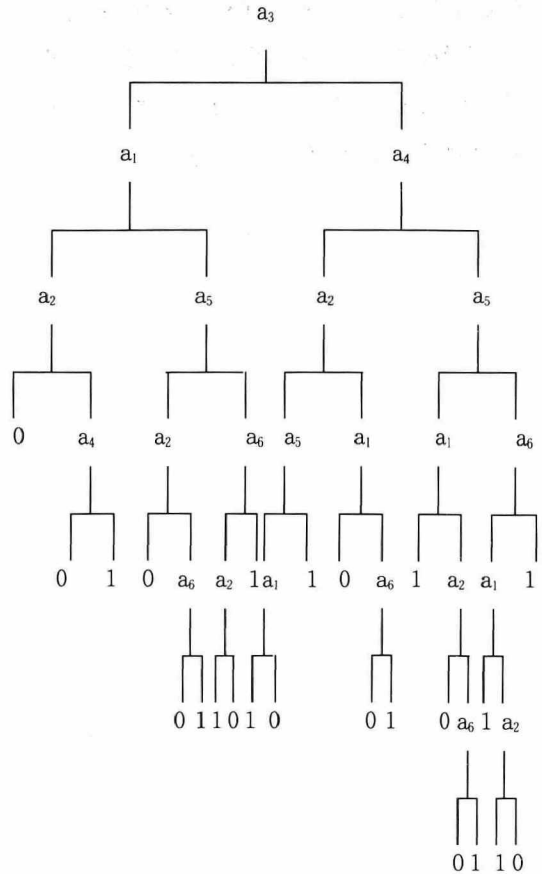 a₃
a₁ a₄
a₂ a₅ a₂ a₅
0 a₄ a₂ a₆ a₅ a₁ a₁ a₆
0 1 0 a₆ a₂ 1 a₁ 1 0 a₆ 1 a₂ a₁ 1
0 1 1 0 1 0 0 1 0 a₆ 1 a₂
0 1 1 0